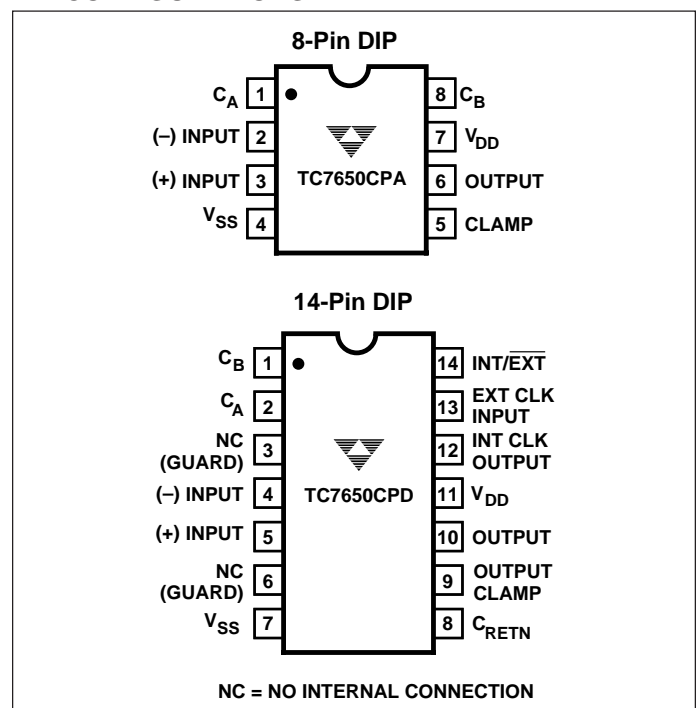 8-Pin DIP
C_A 1 8 C_B
(–) INPUT 2 7 V_DD
TC7650CPA
(+) INPUT 3 6 OUTPUT
V_SS 4 5 CLAMP
14-Pin DIP
C_B 1 14 INT/E̅X̅T̅
C_A 2 13 EXT CLK INPUT
NC (GUARD) 3 12 INT CLK OUTPUT
(–) INPUT 4 TC7650CPD 11 V_DD
(+) INPUT 5 10 OUTPUT
NC (GUARD) 6 9 OUTPUT CLAMP
V_SS 7 8 C_RETN
NC = NO INTERNAL CONNECTION